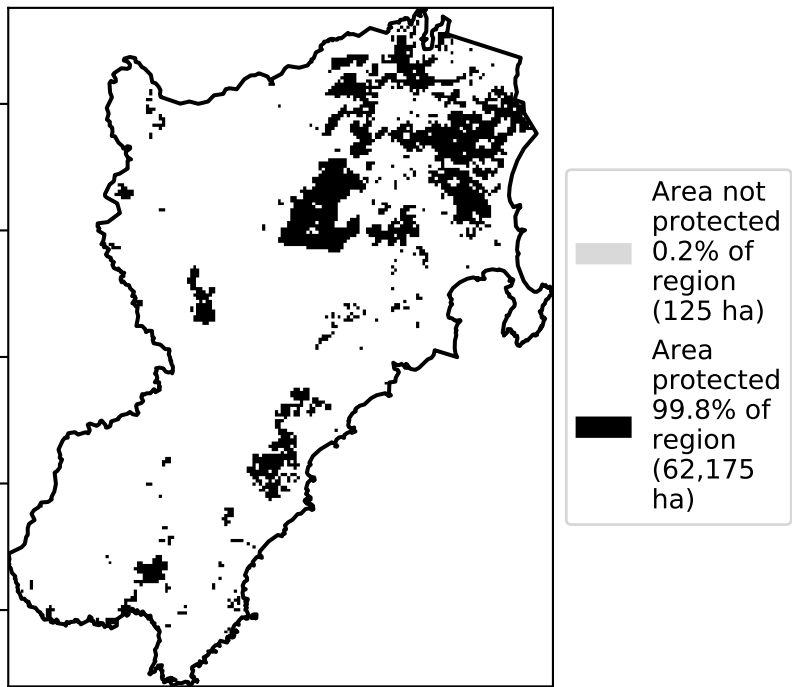 Area not
protected
0.2% of
region
(125 ha)
Area
protected
99.8% of
region
(62,175
ha)